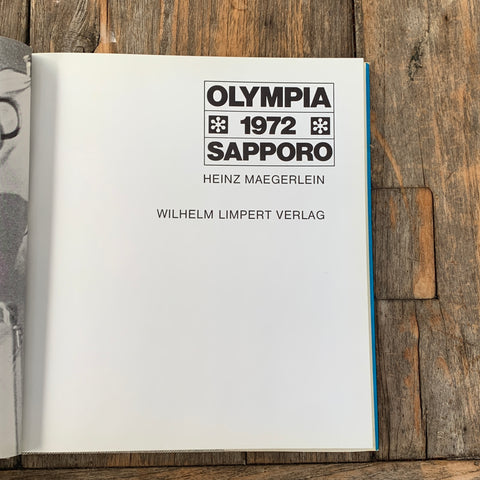 OLYMPIA
1972
SAPPORO
HEINZ MAEGERLEIN
WILHELM LIMPERT VERLAG